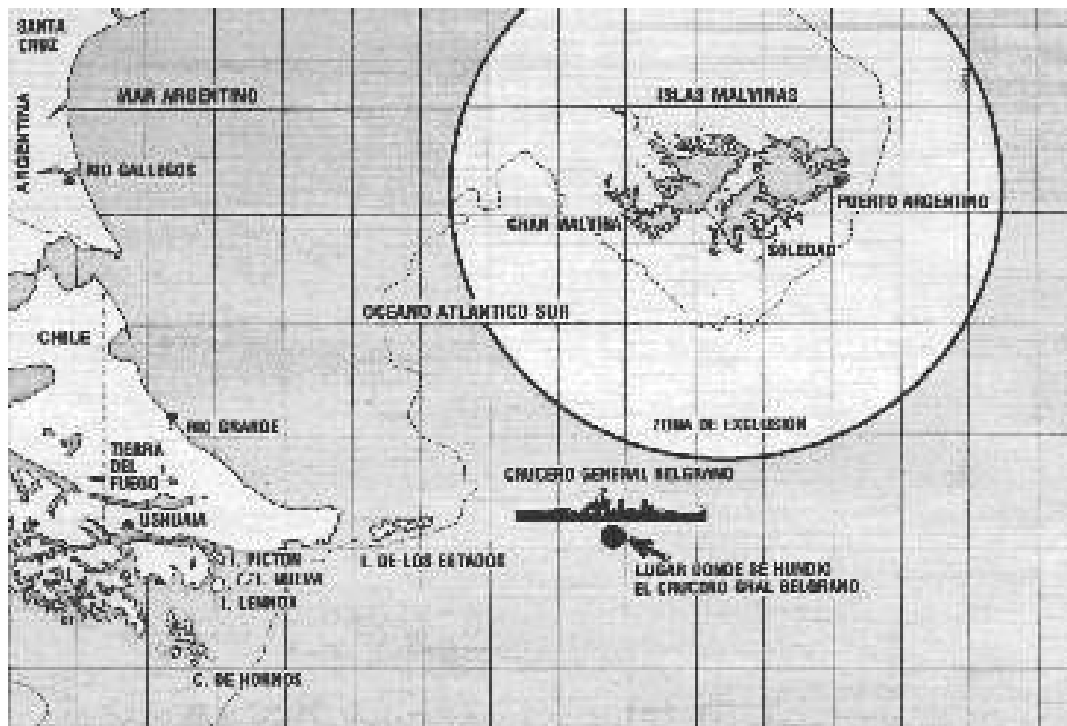 SANTA
CRUZ
MAR ARGENTINO
ISLAS MALVINAS
ARGENTINA
RIO GALLEGOS
PUERTO ARGENTINO
GRAN MALVINA
SOLEDAD
OCEANO ATLANTICO SUR
CHILE
RIO GRANDE
ZONA DE EXCLUSION
TIERRA
DEL
FUEGO
CRUCERO GENERAL BELGRANO
USHUAIA
I. PICTON
I. DE LOS ESTADOS
I. NUEVA
I. LENNOX
LUGAR DONDE SE HUNDIO
EL CRUCERO GRAL BELGRANO
C. DE HORNOS